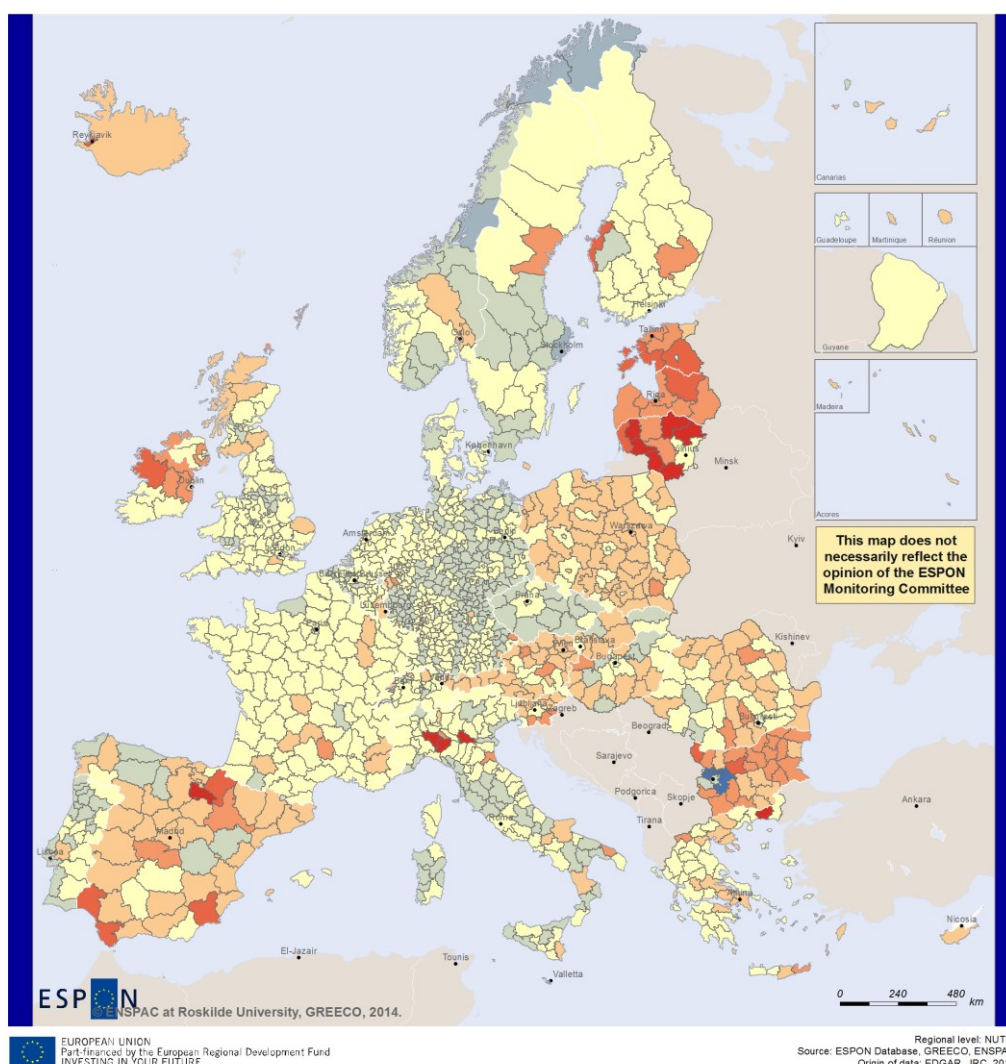 Reykjavik
Canarias
Guadeloupe
Martinique
Réunion
Guyane
Madeira
Acores
This map does not
necessarily reflect the
opinion of the ESPON
Monitoring Committee
Oslo
Stockholm
Helsinki
Tallinn
Riga
Vilnius
Minsk
København
Dublin
London
Amsterdam
Berlin
Warszawa
Kyiv
Praha
Luxembourg
Paris
Wien
Bratislava
Budapest
Kishinev
Ljubljana
Zagreb
Beograd
Bucuresti
Sarajevo
Podgorica
Skopje
Tirana
Roma
Madrid
Lisboa
Ankara
Athina
Nicosia
El-Jazair
Tounis
Valletta
0 240 480
km
ESPON
© ENSPAC at Roskilde University, GREECO, 2014.
EUROPEAN UNION
Part-financed by the European Regional Development Fund
INVESTING IN YOUR FUTURE
Regional level: NUT
Source: ESPON Database, GREECO, ENSPA
Origin of data: EDGAR, JRC, 20